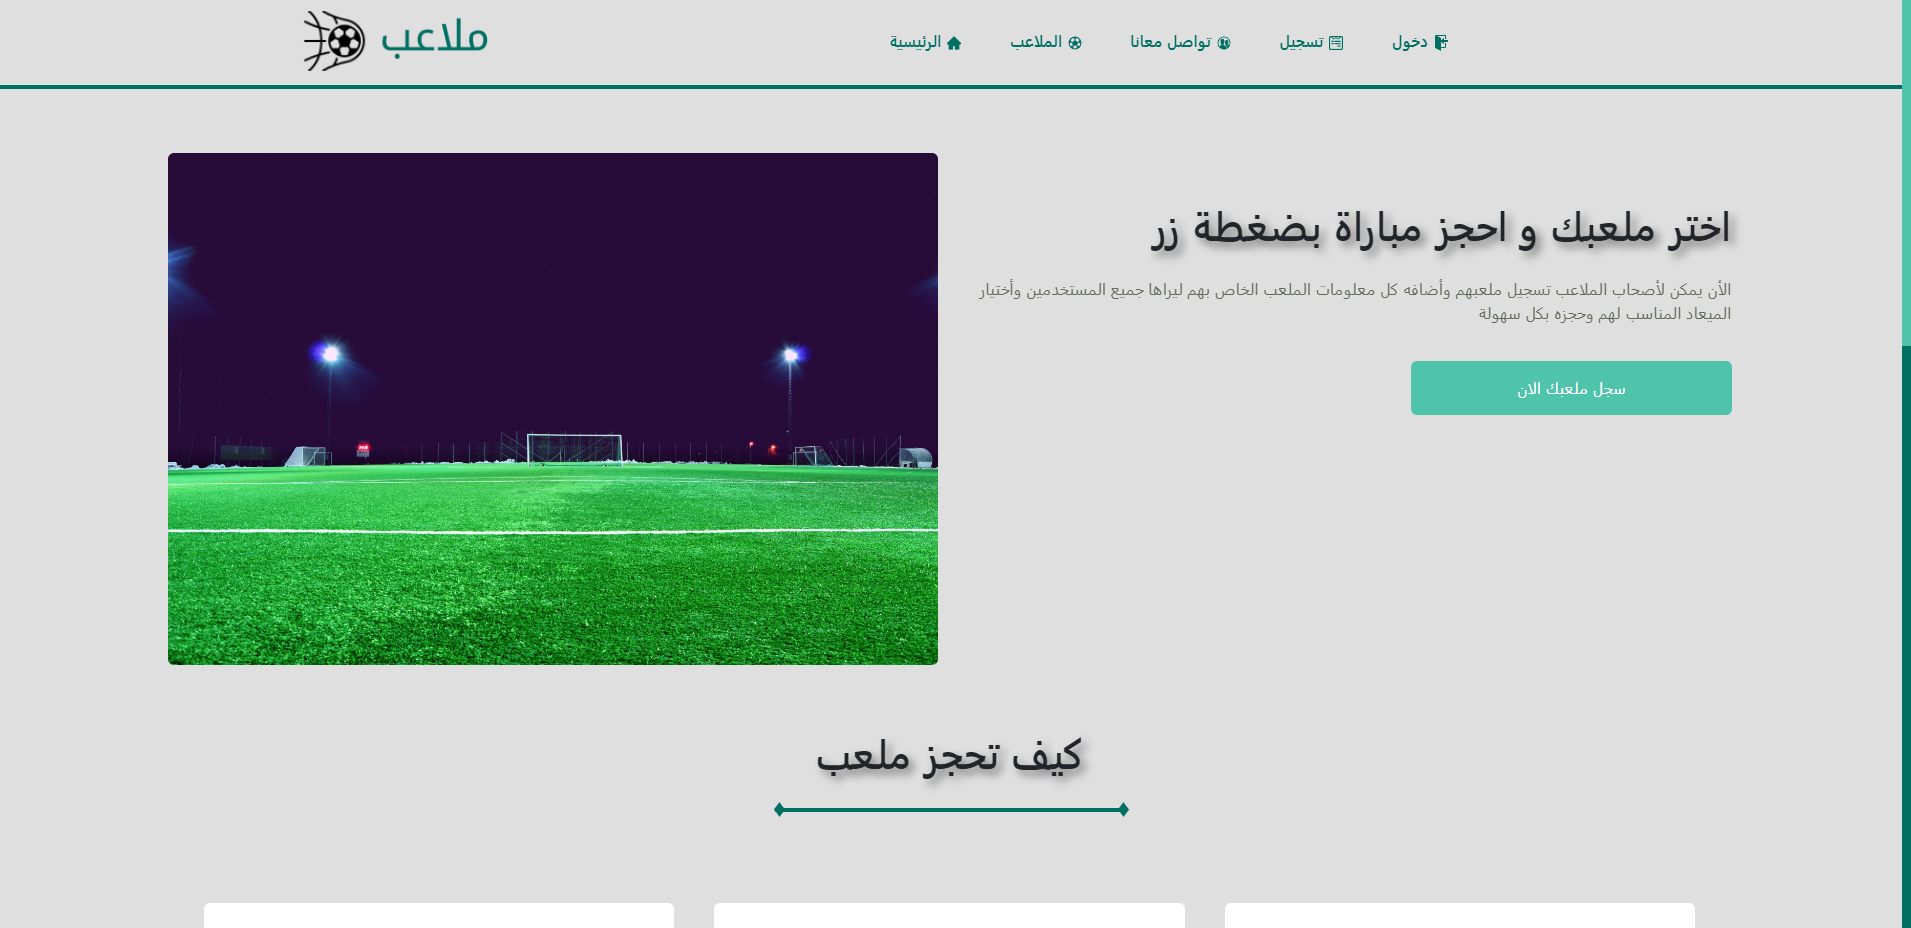 ملاعب
الرئيسية
الملاعب
تواصل معانا
تسجيل
دخول
اختر ملعبك و احجز مباراة بضغطة زر
الأن يمكن لأصحاب الملاعب تسجيل ملعبهم وأضافه كل معلومات الملعب الخاص بهم ليراها جميع المستخدمين وأختيار
الميعاد المناسب لهم وحجزه بكل سهولة
سجل ملعبك الان
كيف تحجز ملعب